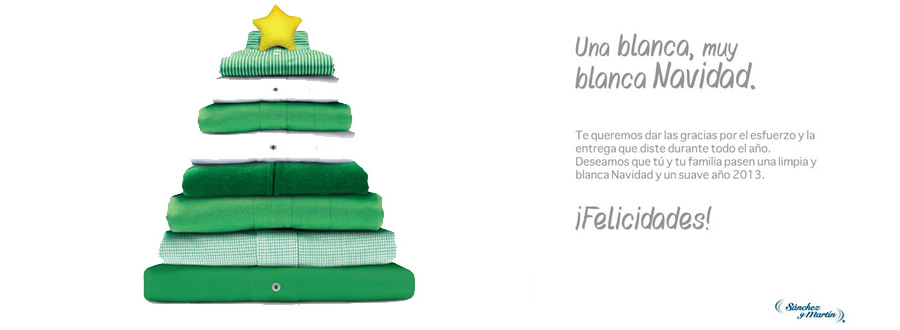 Una blanca, muy
blanca Navidad.
Te queremos dar las gracias por el esfuerzo y la
entrega que diste durante todo el año.
Deseamos que tú y tu familia pasen una limpia y
blanca Navidad y un suave año 2013.
¡Felicidades!
Sánchez
y Martín